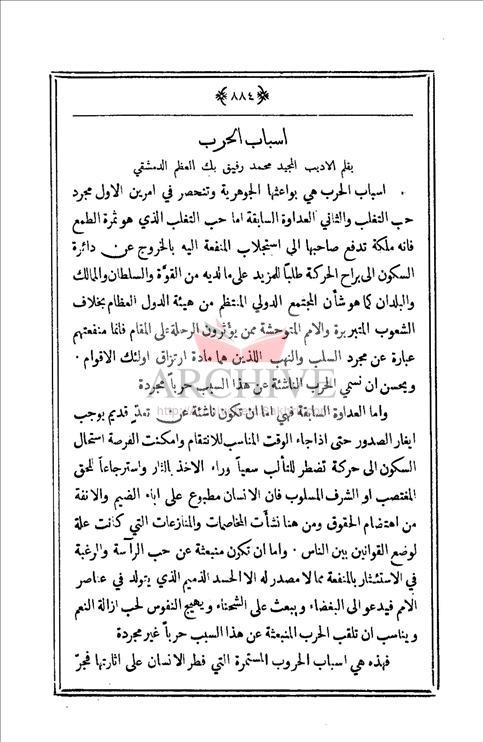 ﴿ ٨٨٤ ﴾
اسباب الحرب
بقلم الاديب المجيد محمد رفيق بك العظم الدمشقي
اسباب الحرب هي بواعثها الجوهرية وتنحصر في امرين الاول مجرد
حب التغلب والثاني العداوة السابقة اما حب التغلب الذي هو ثمرة الطمع
فانه ملكة تدفع صاحبها الى استجلاب المنفعة اليه بالخروج عن دائرة
السكون الى براح الحركة طلباً للمزيد على ما لديه من القوَّة والسلطان والمالك
والبلدان كما هو شأن المجتمع الدولي المنتظم من هيئة الدول العظام بخلاف
الشعوب المتبربرة والامم المتوحشة ممن يؤثرون الرحلة على المقام فانما منفعتهم
عبارة عن مجرد السلب والنهب اللذين هما مادة ارتزاق اولئك الاقوام ٠
ويحسن ان نسمي الحرب الناشئة عن هذا السبب حرباً مجردة
واما العداوة السابقة فهي اما ان تكون ناشئة عن تعدٍّ قديم يوجب
ايغار الصدور حتى اذا جاء الوقت المناسب للانتقام وامكنت الفرصة استحال
السكون الى حركة تضطر للتألب سعياً وراء الاخذ بالثار واسترجاعاً للحق
المغتصب او الشرف المسلوب فان الانسان مطبوع على اباء الضيم والانفة
من اهتضام الحقوق ومن هنا نشأت المخاصمات والمنازعات التي كانت علة
لوضع القوانين بين الناس ٠ واما ان تكون منبعثة عن حب الرآسة والرغبة
في الاستئثار بالمنفعة مما لا مصدر له الا الحسد الذميم الذي يتولد في عناصر
الامم فيدعو الى البغضاء ويبعث على الشحناء ويهيج النفوس لحب ازالة النعم
ويناسب ان تلقب الحرب المنبعثة عن هذا السبب حرباً غير مجردة
فهذه هي اسباب الحروب المستمرة التي فطر الانسان على اثارتها فجرّ
ARCHIVE